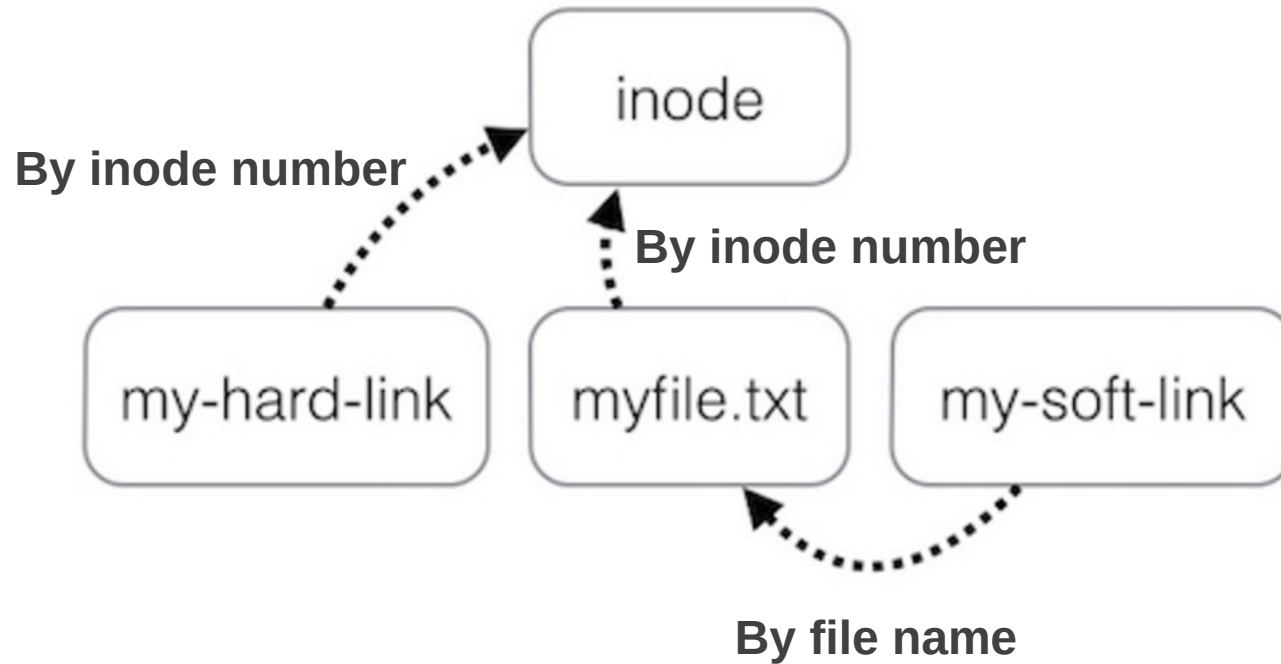 inode
By inode number
By inode number
my-hard-link
myfile.txt
my-soft-link
By file name